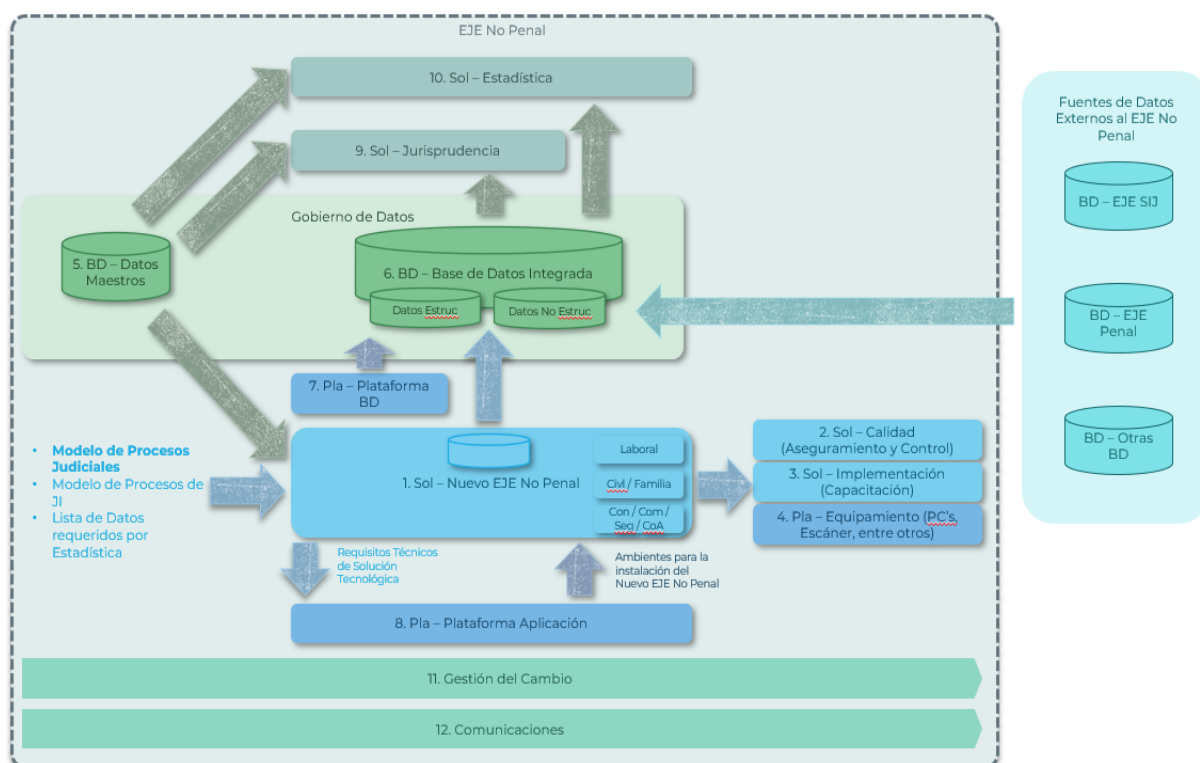 EJE No Penal
10. Sol – Estadística
9. Sol – Jurisprudencia
Gobierno de Datos
5. BD – Datos
Maestros
6. BD – Base de Datos Integrada
Datos Estruc
Datos No Estruc
7. Pla – Plataforma
BD
Modelo de Procesos
Judiciales
Modelo de Procesos de
JI
Lista de Datos
requeridos por
Estadística
1. Sol – Nuevo EJE No Penal
Laboral
Civl / Familia
Con / Com /
Seg / CoA
2. Sol – Calidad
(Aseguramiento y Control)
3. Sol – Implementación
(Capacitación)
4. Pla – Equipamiento (PC's,
Escáner, entre otros)
Requisitos Técnicos
de Solución
Tecnológica
Ambientes para la
instalación del
Nuevo EJE No Penal
8. Pla – Plataforma Aplicación
11. Gestión del Cambio
12. Comunicaciones
Fuentes de Datos
Externos al EJE No
Penal
BD – EJE SIJ
BD – EJE
Penal
BD – Otras
BD